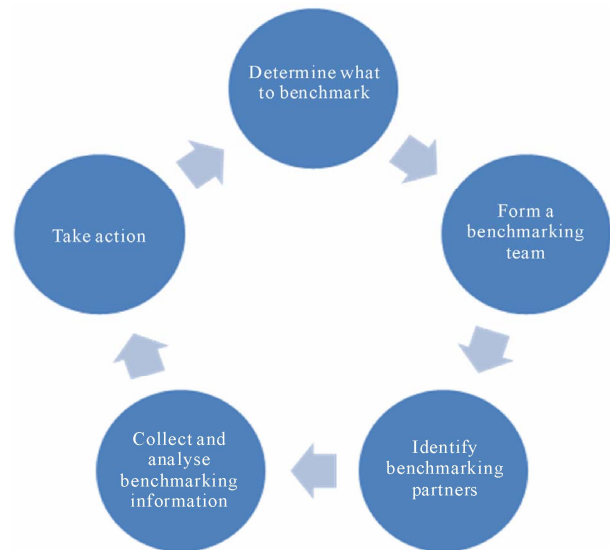 Determine what
to benchmark
Form a
benchmarking
team
Identify
benchmarking
partners
Collect and
analyse
benchmarking
information
Take action